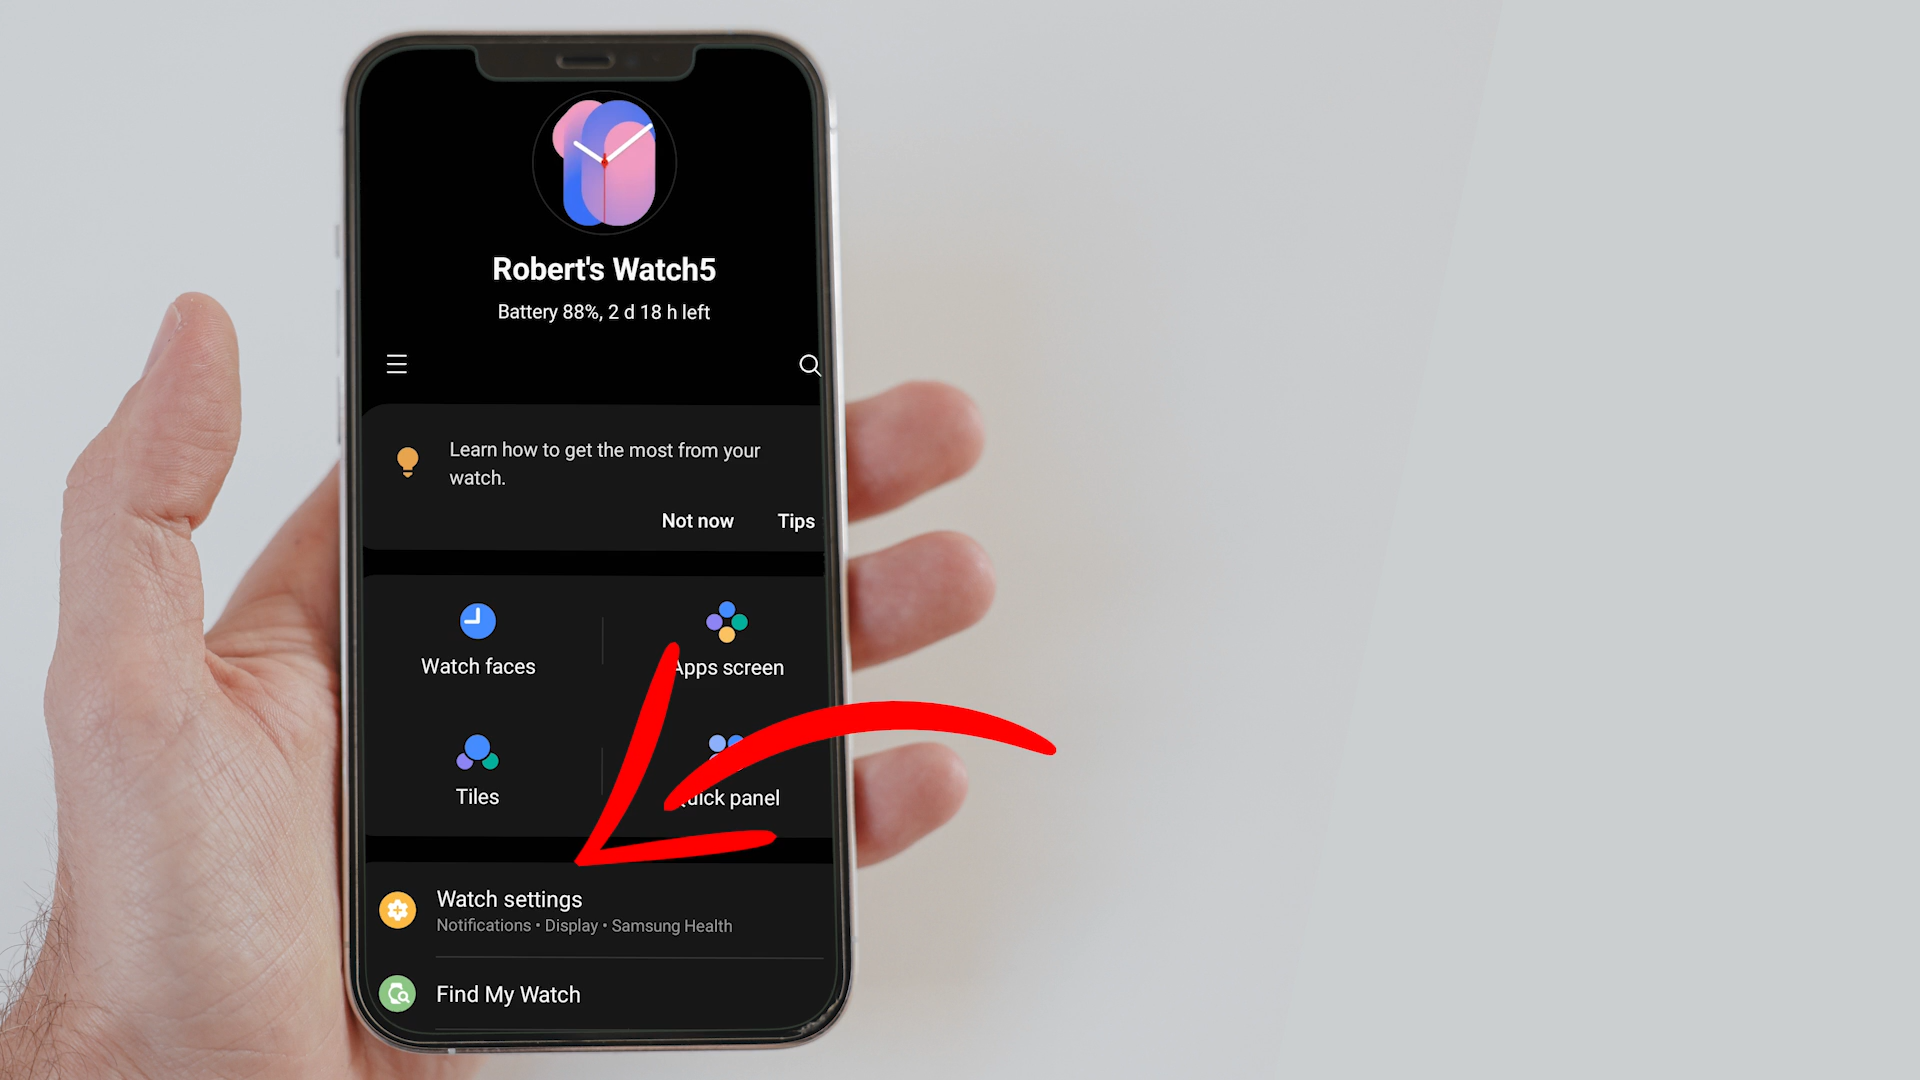 Robert's Watch5
Battery 88%, 2 d 18 h left
Learn how to get the most from your
watch.
Not now Tips
Watch faces
Apps screen
Tiles
Quick panel
Watch settings
Notifications • Display • Samsung Health
Find My Watch